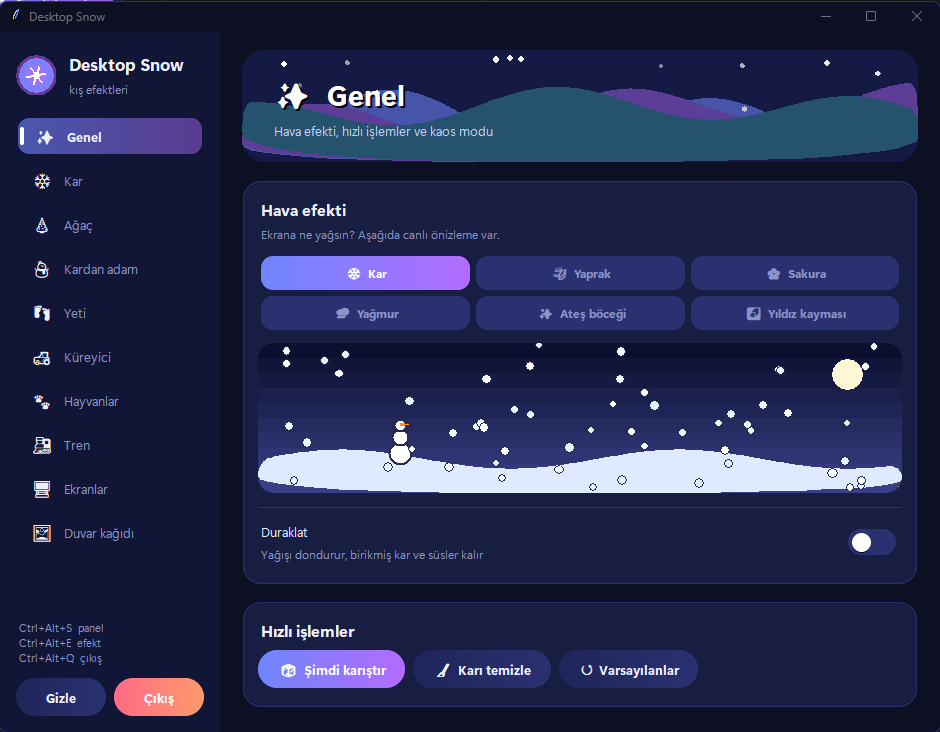 Desktop Snow
Desktop Snow
kış efektleri
Genel
Kar
Ağaç
Kardan adam
Yeti
Küreyici
Hayvanlar
Tren
Ekranlar
Duvar kağıdı
Ctrl+Alt+S panel
Ctrl+Alt+E efekt
Ctrl+Alt+Q çıkış
Gizle Çıkış
Genel
Hava efekti, hızlı işlemler ve kaos modu
Hava efekti
Ekrana ne yağsın? Aşağıda canlı önizleme var.
Kar Yaprak Sakura
Yağmur Ateş böceği Yıldız kayması
Duraklat
Yağışı dondurur, birikmiş kar ve süsler kalır
Hızlı işlemler
Şimdi karıştır Karı temizle Varsayılanlar